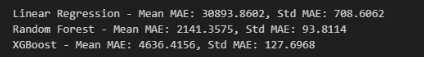 Linear Regression - Mean MAE: 30893.8602, Std MAE: 708.6062
Random Forest - Mean MAE: 2141.3575, Std MAE: 93.8114
XGBoost - Mean MAE: 4636.4156, Std MAE: 127.6968